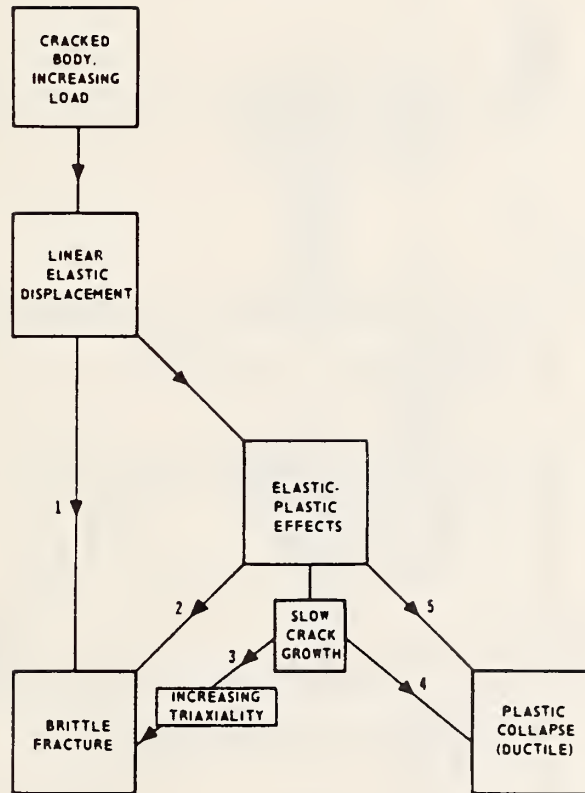 CRACKED
BODY,
INCREASING
LOAD
LINEAR
ELASTIC
DISPLACEMENT
1
ELASTIC-
PLASTIC
EFFECTS
2
5
SLOW
CRACK
GROWTH
3
4
INCREASING
TRIAXIALITY
BRITTLE
FRACTURE
PLASTIC
COLLAPSE
(DUCTILE)